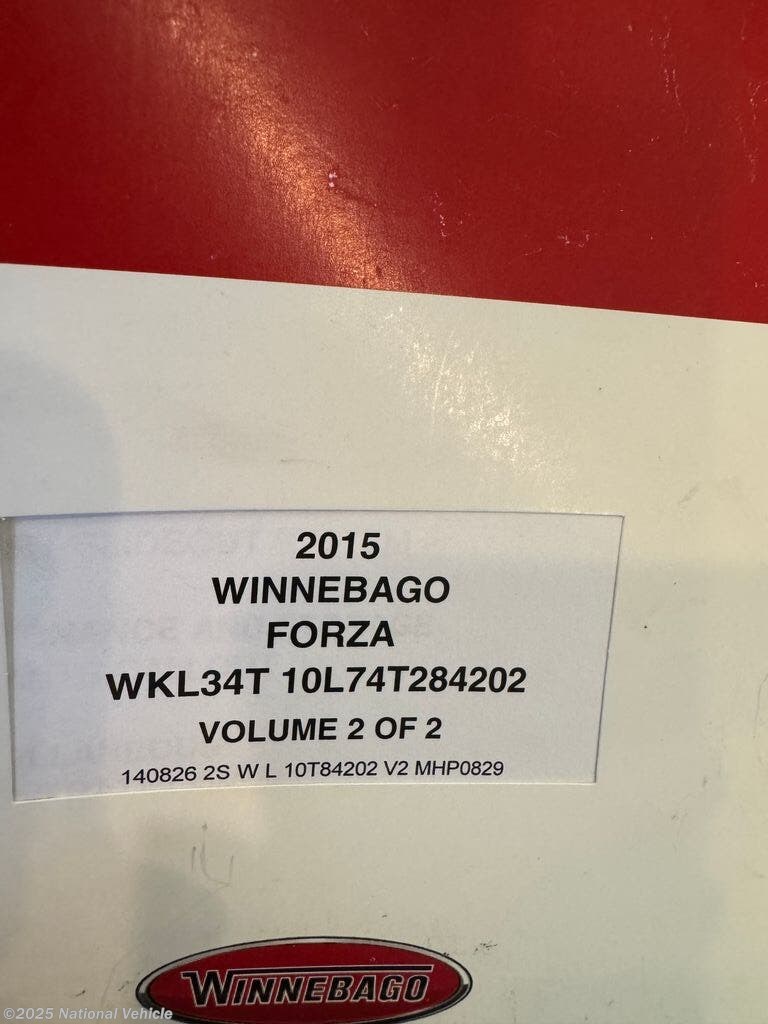 2015
WINNEBAGO
FORZA
WKL34T 10L74T284202
VOLUME 2 OF 2
140826 2S W L 10T84202 V2 MHP0829
WINNEBAGO
©2025 National Vehicle